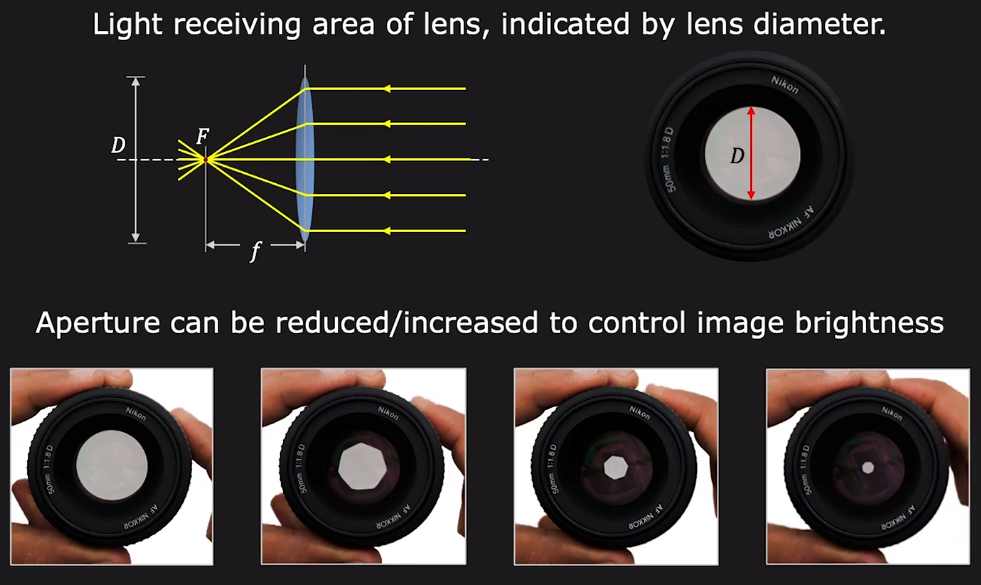 Light receiving area of lens, indicated by lens diameter.
D
F
f
Nikon
50mm 1:1.8 D
D
AF NIKKOR
Aperture can be reduced/increased to control image brightness
Nikon
50mm 1:1.8 D
AF NIKKOR
Nikon
50mm 1:1.8 D
AF NIKKOR
Nikon
50mm 1:1.8 D
AF NIKKOR
Nikon
50mm 1:1.8 D
AF NIKKOR